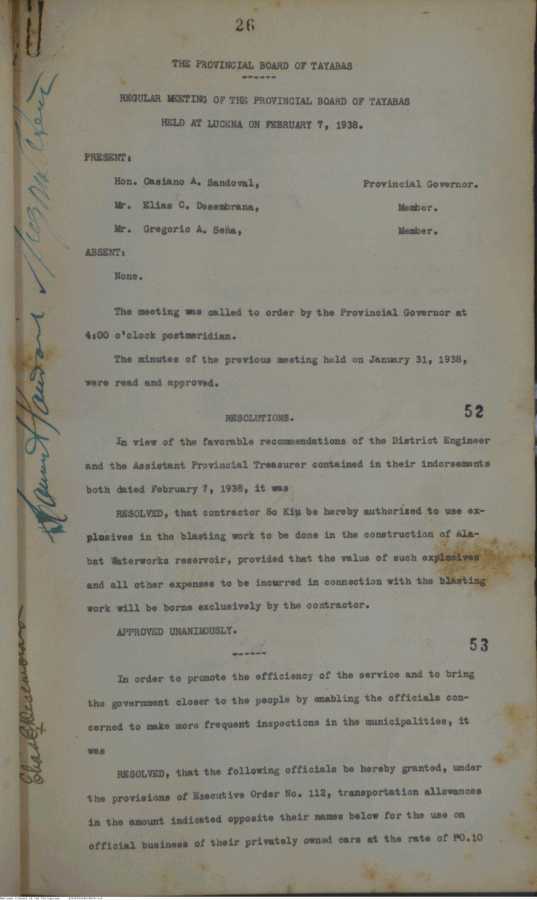 26
THE PROVINCIAL BOARD OF TAYABAS
------
REGULAR MEETING OF THE PROVINCIAL BOARD OF TAYABAS
HELD AT LUCENA ON FEBRUARY 7, 1938.
PRESENT:
Hon. Casiano A. Sandoval, Provincial Governor.
Mr. Elias C. Desembrana, Member.
Mr. Gregorio A. Seña, Member.
ABSENT:
None.
The meeting was called to order by the Provincial Governor at
4:00 o'clock postmeridian.
The minutes of the previous meeting held on January 31, 1938,
were read and approved.
RESOLUTIONS. 52
In view of the favorable recommendations of the District Engineer
and the Assistant Provincial Treasurer contained in their indorsements
both dated February 7, 1938, it was
RESOLVED, that contractor So Kiu be hereby authorized to use ex-
plosives in the blasting work to be done in the construction of Ala-
bat Waterworks reservoir, provided that the value of such explosives
and all other expenses to be incurred in connection with the blasting
work will be borne exclusively by the contractor.
APPROVED UNANIMOUSLY.
------
53
In order to promote the efficiency of the service and to bring
the government closer to the people by enabling the officials con-
cerned to make more frequent inspections in the municipalities, it
was
RESOLVED, that the following officials be hereby granted, under
the provisions of Executive Order No. 112, transportation allowances
in the amount indicated opposite their names below for the use on
official business of their privately owned cars at the rate of P0.10